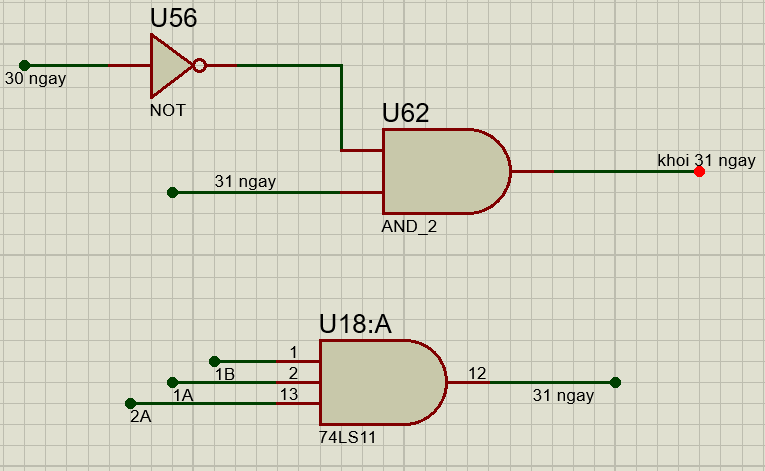 U56
30 ngay
NOT
U62
khoi 31 ngay
31 ngay
AND_2
U18:A
1
1B
2
12
1A
13
31 ngay
2A
74LS11